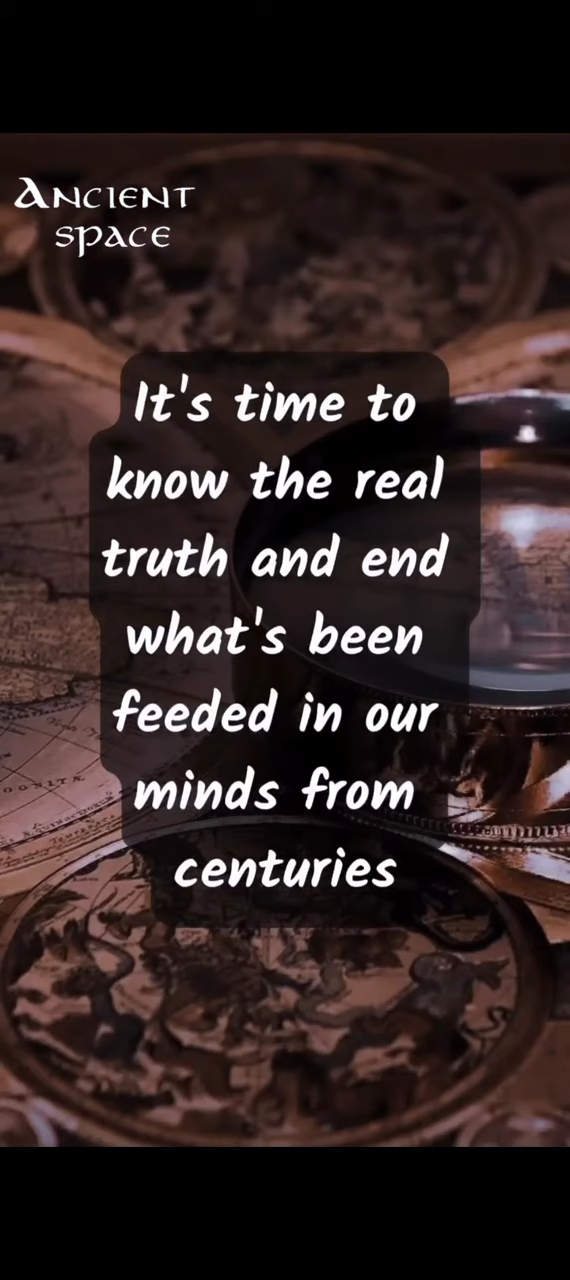 ANCIENT
SPACE
It's time to
know the real
truth and end
what's been
feeded in our
minds from
centuries